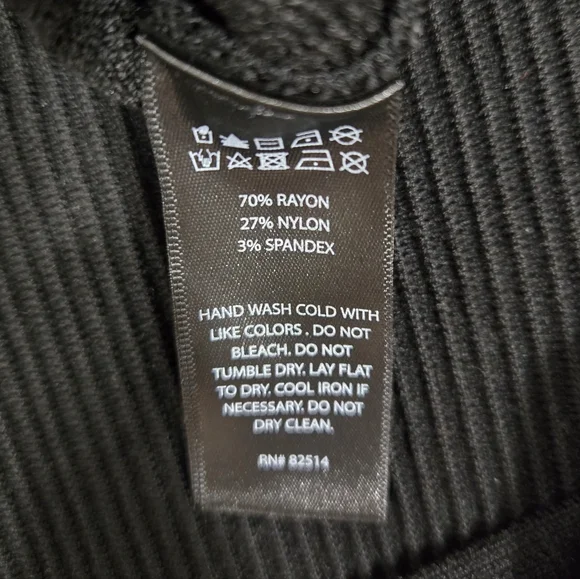 70% RAYON
27% NYLON
3% SPANDEX
HAND WASH COLD WITH
LIKE COLORS . DO NOT
BLEACH. DO NOT
TUMBLE DRY. LAY FLAT
TO DRY. COOL IRON IF
NECESSARY. DO NOT
DRY CLEAN.
RN# 82514